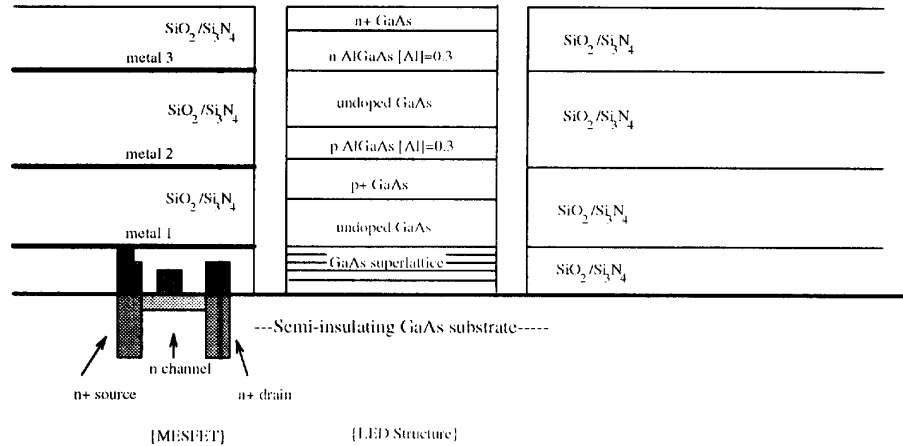 SiO2/Si3N4
metal 3
SiO2/Si3N4
metal 2
SiO2/Si3N4
metal 1
n+ GaAs
n AlGaAs [Al]=0.3
undoped GaAs
p AlGaAs [Al]=0.3
p+ GaAs
undoped GaAs
GaAs superlattice
SiO2/Si3N4
SiO2/Si3N4
SiO2/Si3N4
SiO2/Si3N4
---Semi-insulating GaAs substrate-----
n channel
n+ source
n+ drain
{MESFET}
{LED Structure}